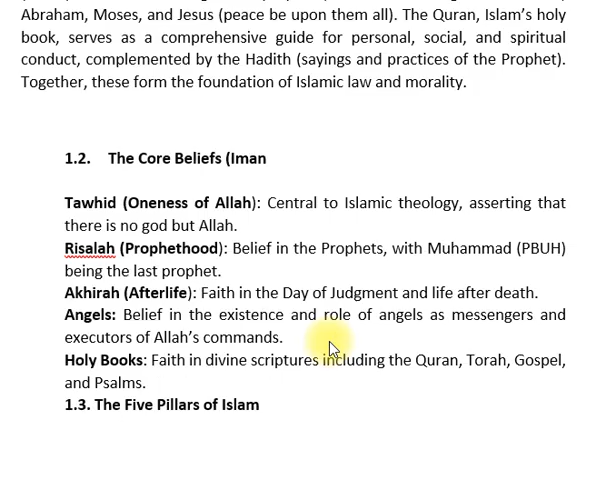 Abraham, Moses, and Jesus (peace be upon them all). The Quran, Islam's holy
book, serves as a comprehensive guide for personal, social, and spiritual
conduct, complemented by the Hadith (sayings and practices of the Prophet).
Together, these form the foundation of Islamic law and morality.
1.2. The Core Beliefs (Iman
Tawhid (Oneness of Allah): Central to Islamic theology, asserting that
there is no god but Allah.
Risalah (Prophethood): Belief in the Prophets, with Muhammad (PBUH)
being the last prophet.
Akhirah (Afterlife): Faith in the Day of Judgment and life after death.
Angels: Belief in the existence and role of angels as messengers and
executors of Allah's commands.
Holy Books: Faith in divine scriptures including the Quran, Torah, Gospel,
and Psalms.
1.3. The Five Pillars of Islam